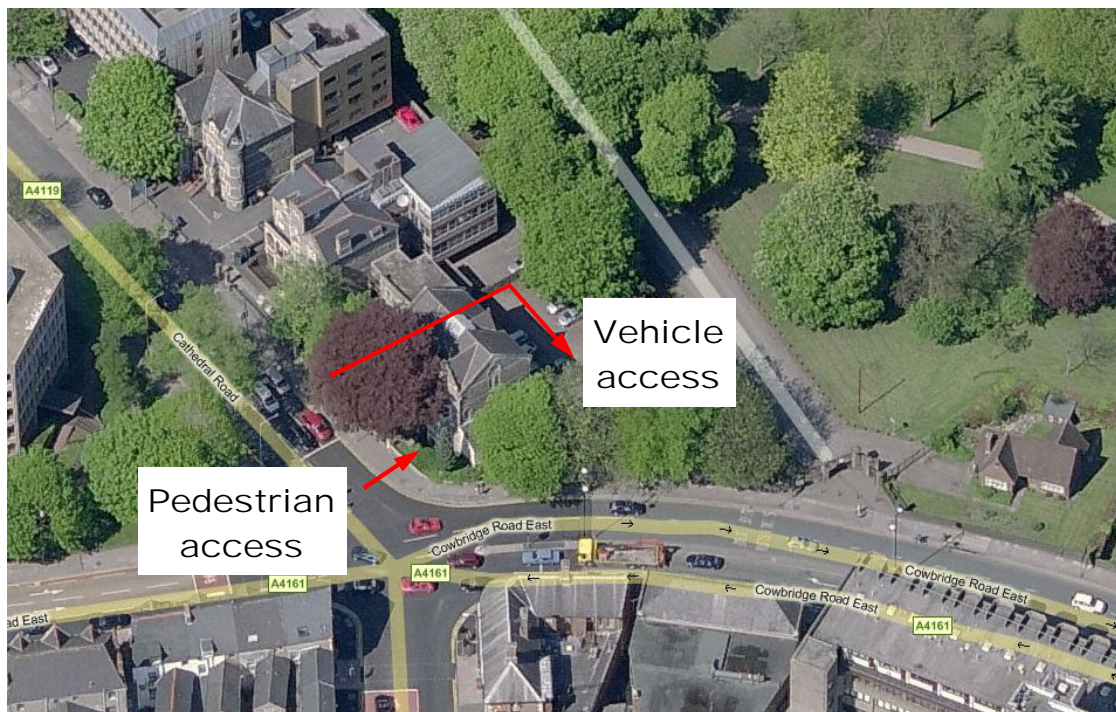 A4119
Cathedral Road
Vehicle
access
Pedestrian
access
Cowbridge Road East
A4161
A4161
ad East
Cowbridge Road East
Cowbridge Road East
A4161